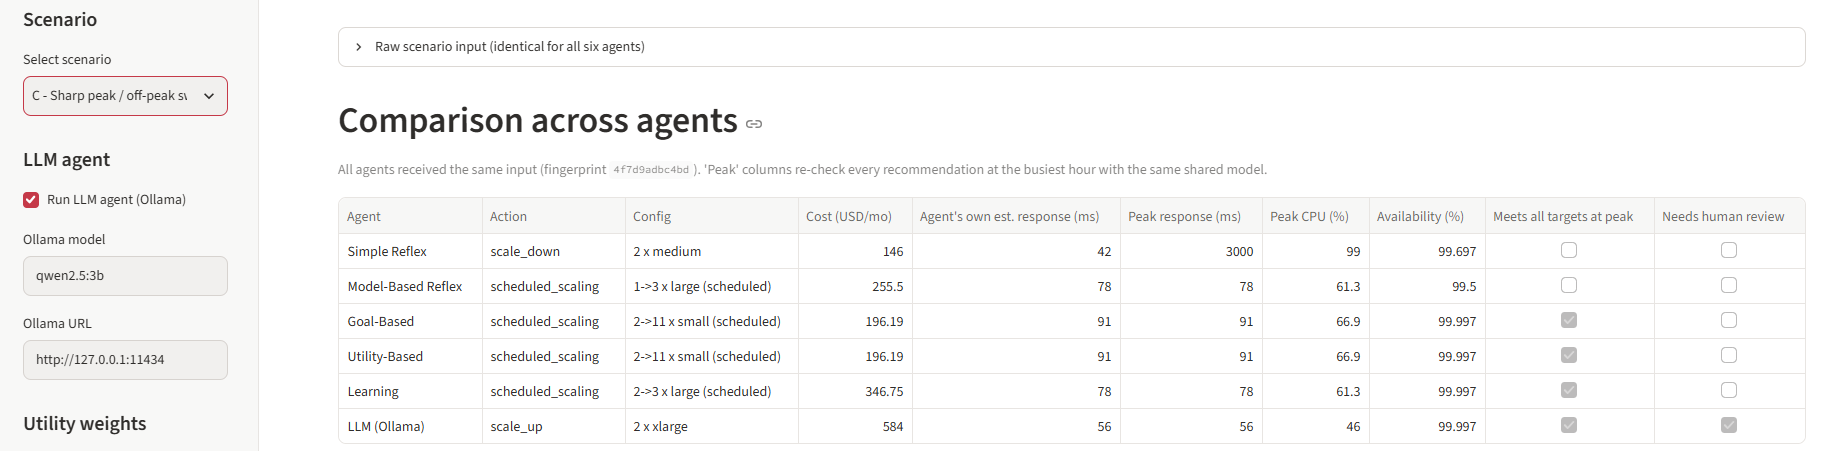 Scenario
Select scenario
C - Sharp peak / off-peak sv
LLM agent
Run LLM agent (Ollama)
Ollama model
qwen2.5:3b
Ollama URL
http://127.0.0.1:11434
Utility weights
Raw scenario input (identical for all six agents)
Comparison across agents
All agents received the same input (fingerprint 4f7d9adbc4bd ). 'Peak' columns re-check every recommendation at the busiest hour with the same shared model.
Agent Action Config Cost (USD/mo) Agent's own est. response (ms) Peak response (ms) Peak CPU (%) Availability (%) Meets all targets at peak Needs human review
Simple Reflex scale_down 2 x medium 146 42 3000 99 99.697
Model-Based Reflex scheduled_scaling 1->3 x large (scheduled) 255.5 78 78 61.3 99.5
Goal-Based scheduled_scaling 2->11 x small (scheduled) 196.19 91 91 66.9 99.997
Utility-Based scheduled_scaling 2->11 x small (scheduled) 196.19 91 91 66.9 99.997
Learning scheduled_scaling 2->3 x large (scheduled) 346.75 78 78 61.3 99.997
LLM (Ollama) scale_up 2 x xlarge 584 56 56 46 99.997